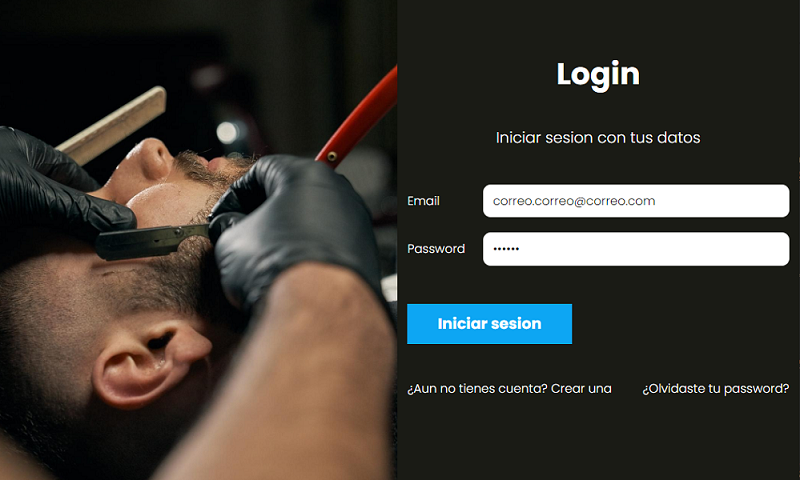 Login
Iniciar sesion con tus datos
Email
correo.correo@correo.com
Password
••••••
Iniciar sesion
¿Aun no tienes cuenta? Crear una
¿Olvidaste tu password?